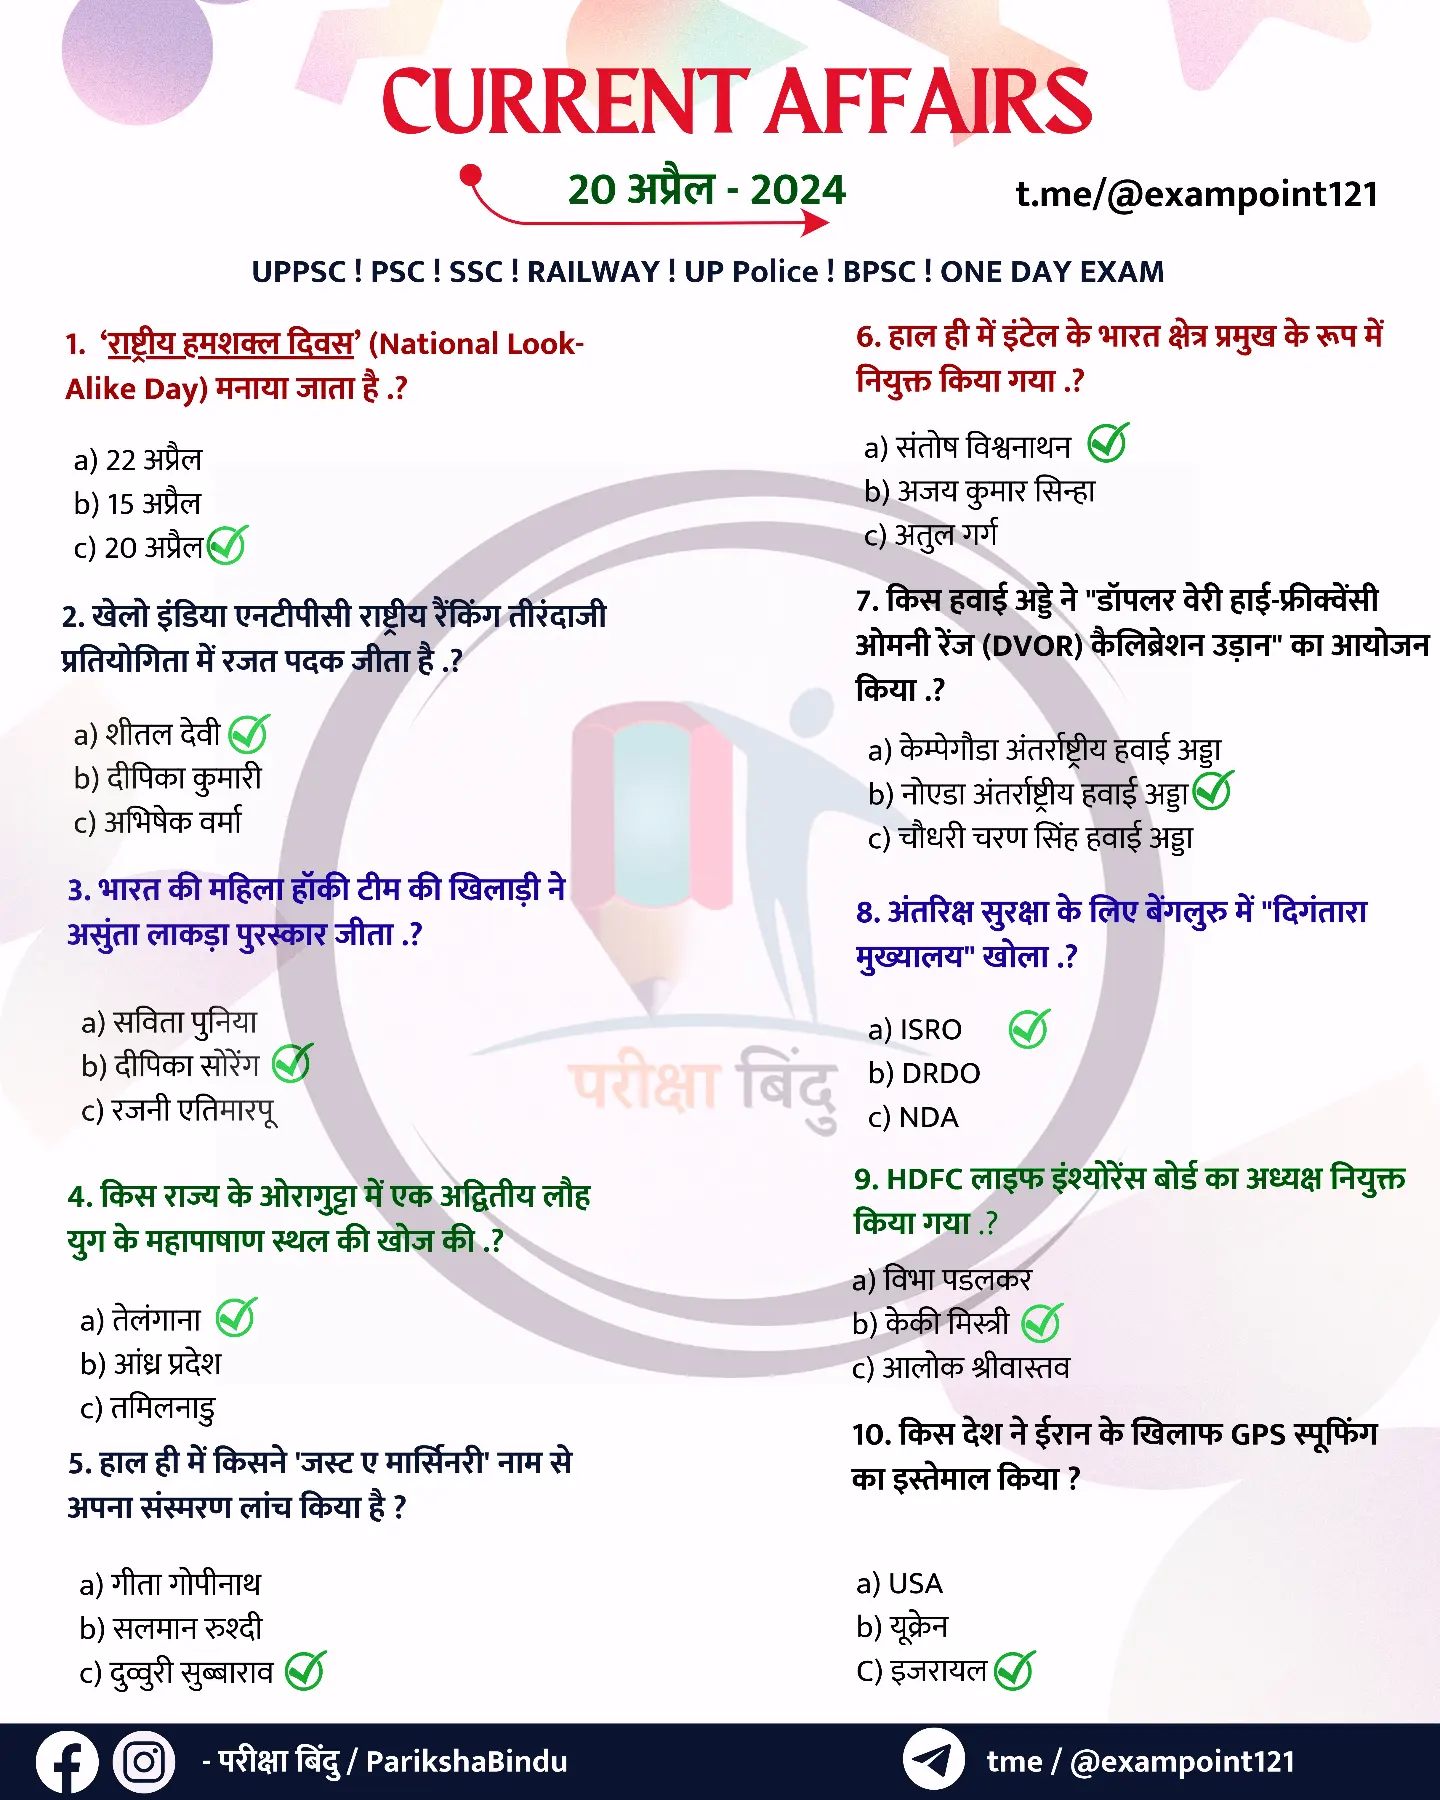 CURRENT AFFAIRS
20 अप्रैल - 2024
t.me/@exampoint121
UPPSC ! PSC ! SSC ! RAILWAY ! UP Police ! BPSC ! ONE DAY EXAM
1. ‘राष्ट्रीय हमशक्ल दिवस’ (National Look-
Alike Day) मनाया जाता है .?
a) 22 अप्रैल
b) 15 अप्रैल
c) 20 अप्रैल
2. खेलो इंडिया एनटीपीसी राष्ट्रीय रैंकिंग तीरंदाजी
प्रतियोगिता में रजत पदक जीता है .?
a) शीतल देवी
b) दीपिका कुमारी
c) अभिषेक वर्मा
3. भारत की महिला हॉकी टीम की खिलाड़ी ने
असुंता लाकड़ा पुरस्कार जीता .?
a) सविता पुनिया
b) दीपिका सोरेंग
c) रजनी एतिमारपू
4. किस राज्य के ओरागुट्टा में एक अद्वितीय लौह
युग के महापाषाण स्थल की खोज की .?
a) तेलंगाना
b) आंध्र प्रदेश
c) तमिलनाडु
5. हाल ही में किसने 'जस्ट ए मार्सिनरी' नाम से
अपना संस्मरण लांच किया है ?
a) गीता गोपीनाथ
b) सलमान रुश्दी
c) दुव्वुरी सुब्बाराव
6. हाल ही में इंटेल के भारत क्षेत्र प्रमुख के रूप में
नियुक्त किया गया .?
a) संतोष विश्वनाथन
b) अजय कुमार सिन्हा
c) अतुल गर्ग
7. किस हवाई अड्डे ने "डॉपलर वेरी हाई-फ्रीक्वेंसी
ओमनी रेंज (DVOR) कैलिब्रेशन उड़ान" का आयोजन
किया .?
a) केम्पेगौडा अंतर्राष्ट्रीय हवाई अड्डा
b) नोएडा अंतर्राष्ट्रीय हवाई अड्डा
c) चौधरी चरण सिंह हवाई अड्डा
8. अंतरिक्ष सुरक्षा के लिए बेंगलुरु में "दिगंतारा
मुख्यालय" खोला .?
a) ISRO
b) DRDO
c) NDA
9. HDFC लाइफ इंश्योरेंस बोर्ड का अध्यक्ष नियुक्त
किया गया .?
a) विभा पडलकर
b) केकी मिस्त्री
c) आलोक श्रीवास्तव
10. किस देश ने ईरान के खिलाफ GPS स्पूफिंग
का इस्तेमाल किया ?
a) USA
b) यूक्रेन
C) इजरायल
परीक्षा बिंदु
- परीक्षा बिंदु / ParikshaBindu
tme / @exampoint121